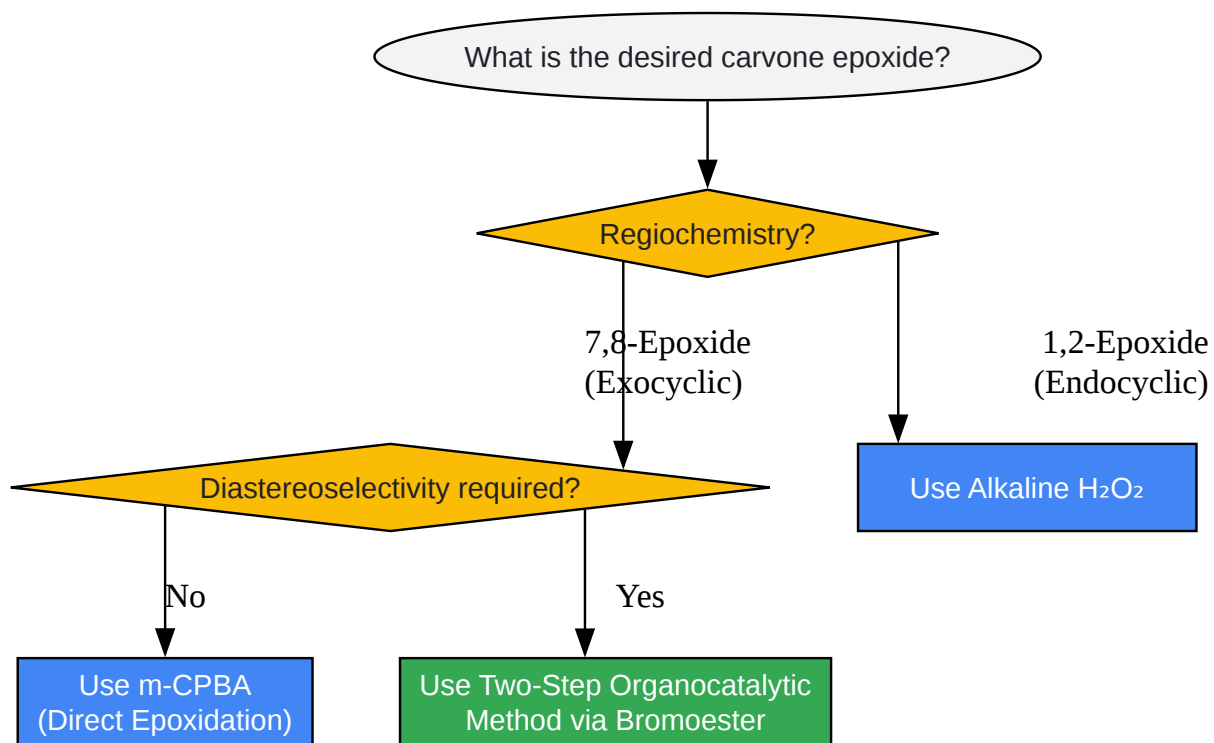 What is the desired carvone epoxide?
Regiochemistry?
7,8-Epoxide
(Exocyclic)
1,2-Epoxide
(Endocyclic)
Diastereoselectivity required?
Use Alkaline H₂O₂
No
Yes
Use m-CPBA
(Direct Epoxidation)
Use Two-Step Organocatalytic
Method via Bromoester